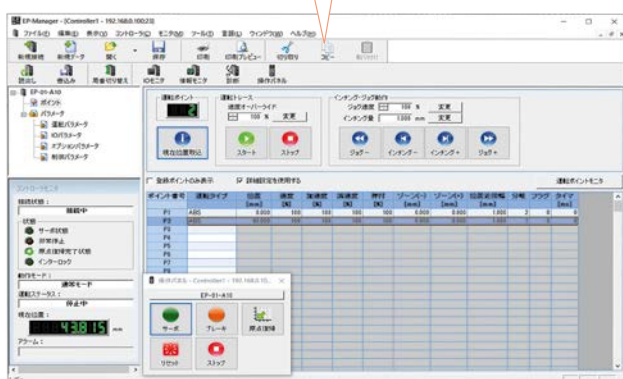 EP-Manager - [Controller1 - 192.168.0.100:23]
ファイル(F) 編集(E) 表示(V) コントローラ(C) モニタ(M) ツール(T) 言語(L) ウィンドウ(W) ヘルプ(H)
新規接続 新規データ 開く 保存 印刷 印刷プレビュー 切り取り コピー 貼り付け
読出し 書込み 局番切り替え IOモニタ 情報モニタ 診断 操作パネル
EP-01-A10
ポイント
パラメータ
運転パラメータ
IOパラメータ
オプションパラメータ
制御パラメータ
運転ポイント
2
現在位置取込
運転トレース
速度オーバーライド
100 % 変更
スタート ストップ
インチング・ジョグ動作
ジョグ速度 100 % 変更
インチング量 1.000 mm 変更
ジョグ- インチング- インチング+ ジョグ+
登録ポイントのみ表示 詳細設定を使用する 運転ポイントモニタ
ポイント番号 運転タイプ 位置 [mm] 速度 [%] 加速度 [%] 減速度 [%] 押付 [%] ゾーン(-) [mm] ゾーン(+) [mm] 位置近傍幅 [mm] 分岐 フラグ タイマ [ms]
P1 ABS 0.000 100 100 100 100 0.000 0.000 1.000 2 0 0
P2 ABS
P3
P4
P5
P6
P7
P8
コントローラモニタ
接続状態:
接続中
状態
サーボ状態
非常停止
原点復帰完了状態
インターロック
動作モード:
通常モード
運転ステータス:
停止中
現在位置:
43.815 mm
アラーム:
操作パネル - Controller1 - 192.168.0.10...
EP-01-A10
サーボ ブレーキ 原点復帰
リセット ストップ